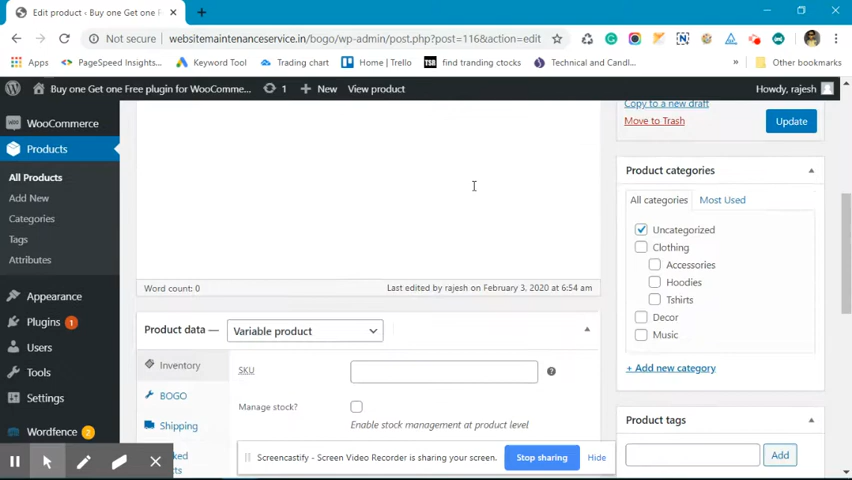 Edit product ‹ Buy one Get one F
Not secure websitemaintenanceservice.in/bogo/wp-admin/post.php?post=116&action=edit
Apps PageSpeed Insights... Keyword Tool Trading chart Home | Trello find tranding stocks Technical and Candl... » Other bookmarks
Buy one Get one Free plugin for WooComme... 1 + New View product Howdy, rajesh
WooCommerce
Products
All Products
Add New
Categories
Tags
Attributes
Appearance
Plugins 1
Users
Tools
Settings
Wordfence 2
Word count: 0 Last edited by rajesh on February 3, 2020 at 6:54 am
Product data — Variable product
Inventory
BOGO
Shipping
SKU
Manage stock?
Enable stock management at product level
Copy to a new draft
Move to Trash Update
Product categories
All categories Most Used
Uncategorized
Clothing
Accessories
Hoodies
Tshirts
Decor
Music
+ Add new category
Product tags
Add
Screencastify - Screen Video Recorder is sharing your screen. Stop sharing Hide